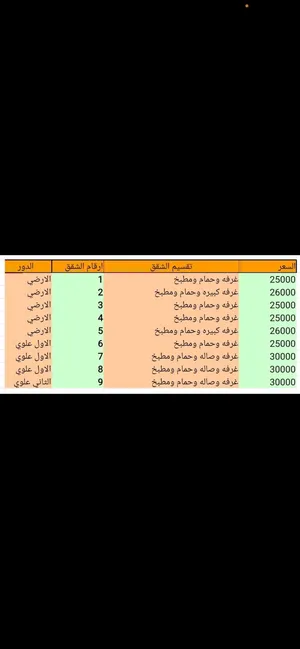 السعر تقسيم الشقق ارقام الشقق الدور
25000 غرفه وحمام ومطبخ 1 الارضي
26000 غرفه كبيره وحمام ومطبخ 2 الارضي
25000 غرفه وحمام ومطبخ 3 الارضي
25000 غرفه وحمام ومطبخ 4 الارضي
26000 غرفه كبيره وحمام ومطبخ 5 الارضي
25000 غرفه وحمام ومطبخ 6 الاول علوي
30000 غرفه وصاله وحمام ومطبخ 7 الاول علوي
30000 غرفه وصاله وحمام ومطبخ 8 الاول علوي
30000 غرفه وصاله وحمام ومطبخ 9 الثاني علوي